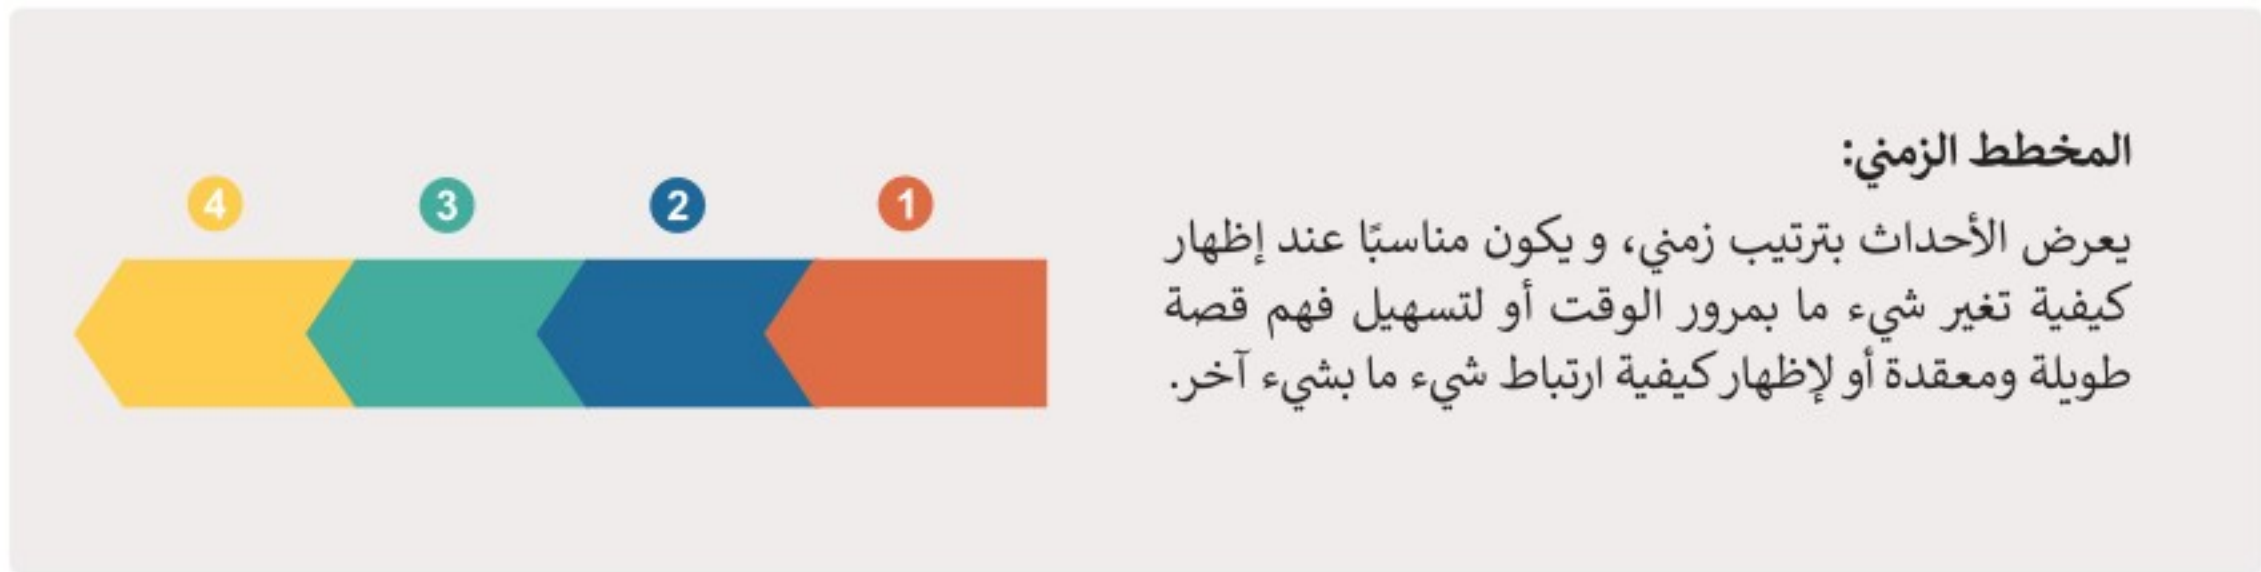 المخطط الزمني:
يعرض الأحداث بترتيب زمني، و يكون مناسبًا عند إظهار
كيفية تغير شيء ما بمرور الوقت أو لتسهيل فهم قصة
طويلة ومعقدة أو لإظهار كيفية ارتباط شيء ما بشيء آخر.
1 2 3 4